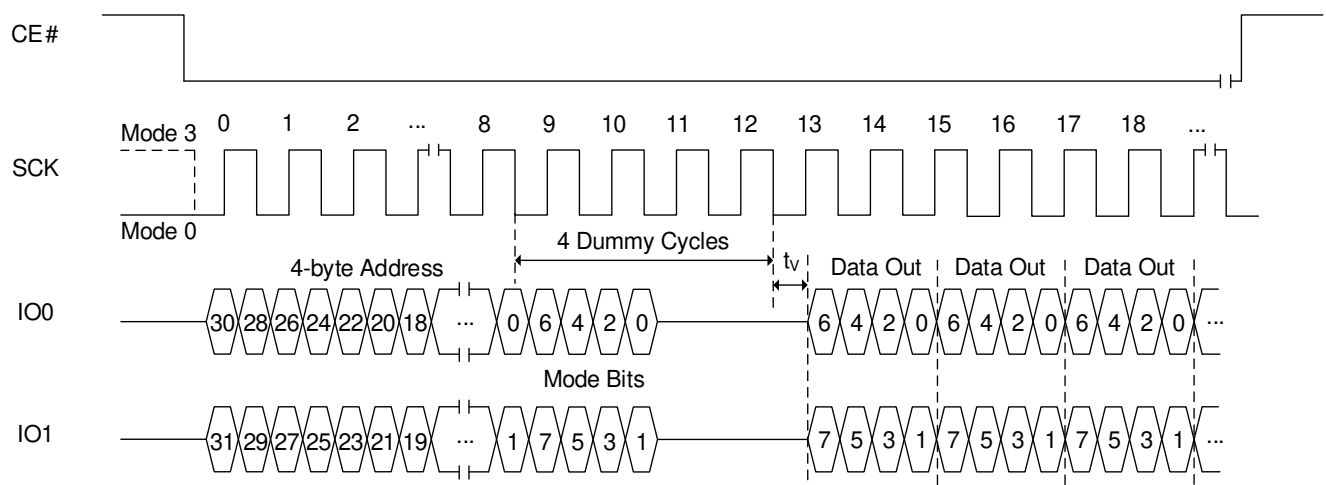 CE#
0 1 2 ... 8 9 10 11 12 13 14 15 16 17 18 ...
Mode 3
SCK
Mode 0
4 Dummy Cycles
4-byte Address tV Data Out Data Out Data Out
IO0 30 28 26 24 22 20 18 ... 0 6 4 2 0 6 4 2 0 6 4 2 0 6 4 2 0 ...
Mode Bits
IO1 31 29 27 25 23 21 19 ... 1 7 5 3 1 7 5 3 1 7 5 3 1 7 5 3 1 ...